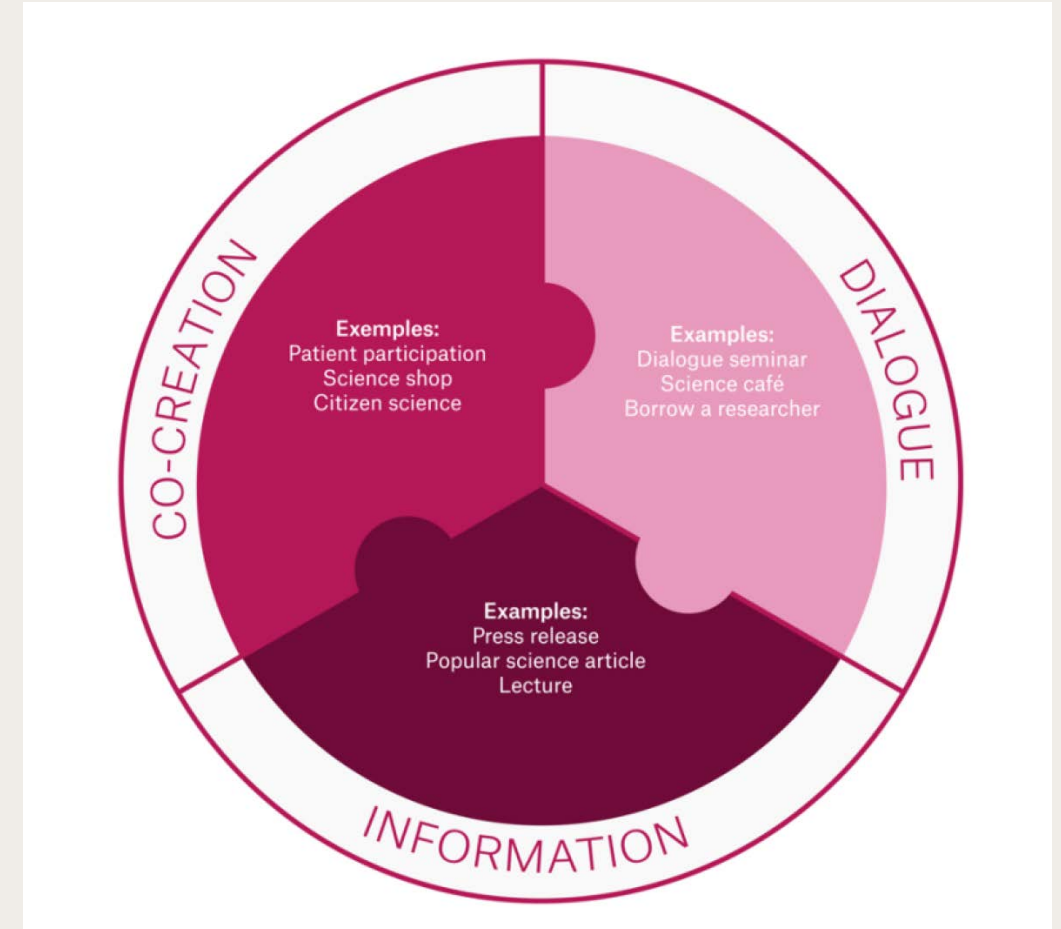 CO-CREATION
Exemples:
Patient participation
Science shop
Citizen science
DIALOGUE
Examples:
Dialogue seminar
Science café
Borrow a researcher
Examples:
Press release
Popular science article
Lecture
INFORMATION